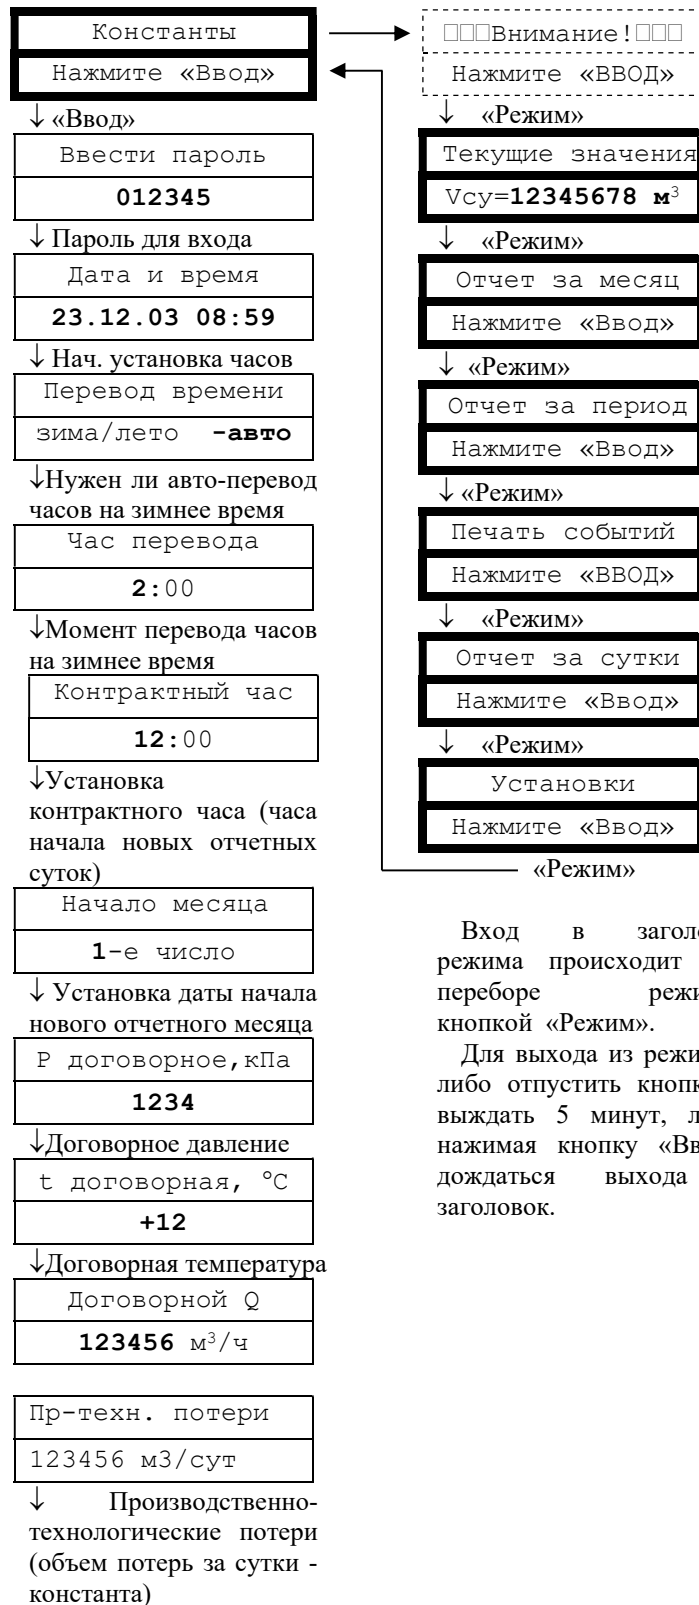 Константы
Нажмите «Ввод»
↓ «Ввод»
Ввести пароль
012345
↓ Пароль для входа
Дата и время
23.12.03 08:59
↓ Нач. установка часов
Перевод времени
зима/лето -авто
↓Нужен ли авто-перевод
часов на зимнее время
Час перевода
2:00
↓Момент перевода часов
на зимнее время
Контрактный час
12:00
↓Установка
контрактного часа (часа
начала новых отчетных
суток)
Начало месяца
1-е число
↓ Установка даты начала
нового отчетного месяца
P договорное,кПа
1234
↓Договорное давление
t договорная, °C
+12
↓Договорная температура
Договорной Q
123456 м³/ч
Пр-техн. потери
123456 м3/сут
↓ Производственно-
технологические потери
(объем потерь за сутки -
константа)
□□□Внимание!□□□
Нажмите «ВВОД»
↓ «Режим»
Текущие значения
Vсу=12345678 м³
↓ «Режим»
Отчет за месяц
Нажмите «Ввод»
↓ «Режим»
Отчет за период
Нажмите «Ввод»
↓ «Режим»
Печать событий
Нажмите «ВВОД»
↓ «Режим»
Отчет за сутки
Нажмите «Ввод»
↓ «Режим»
Установки
Нажмите «Ввод»
«Режим»
Вход в
режима происходит
переборе
кнопкой «Режим».
Для выхода из
либо отпустить
выждать 5 минут,
нажимая кнопку
дождаться выхода
заголовок.